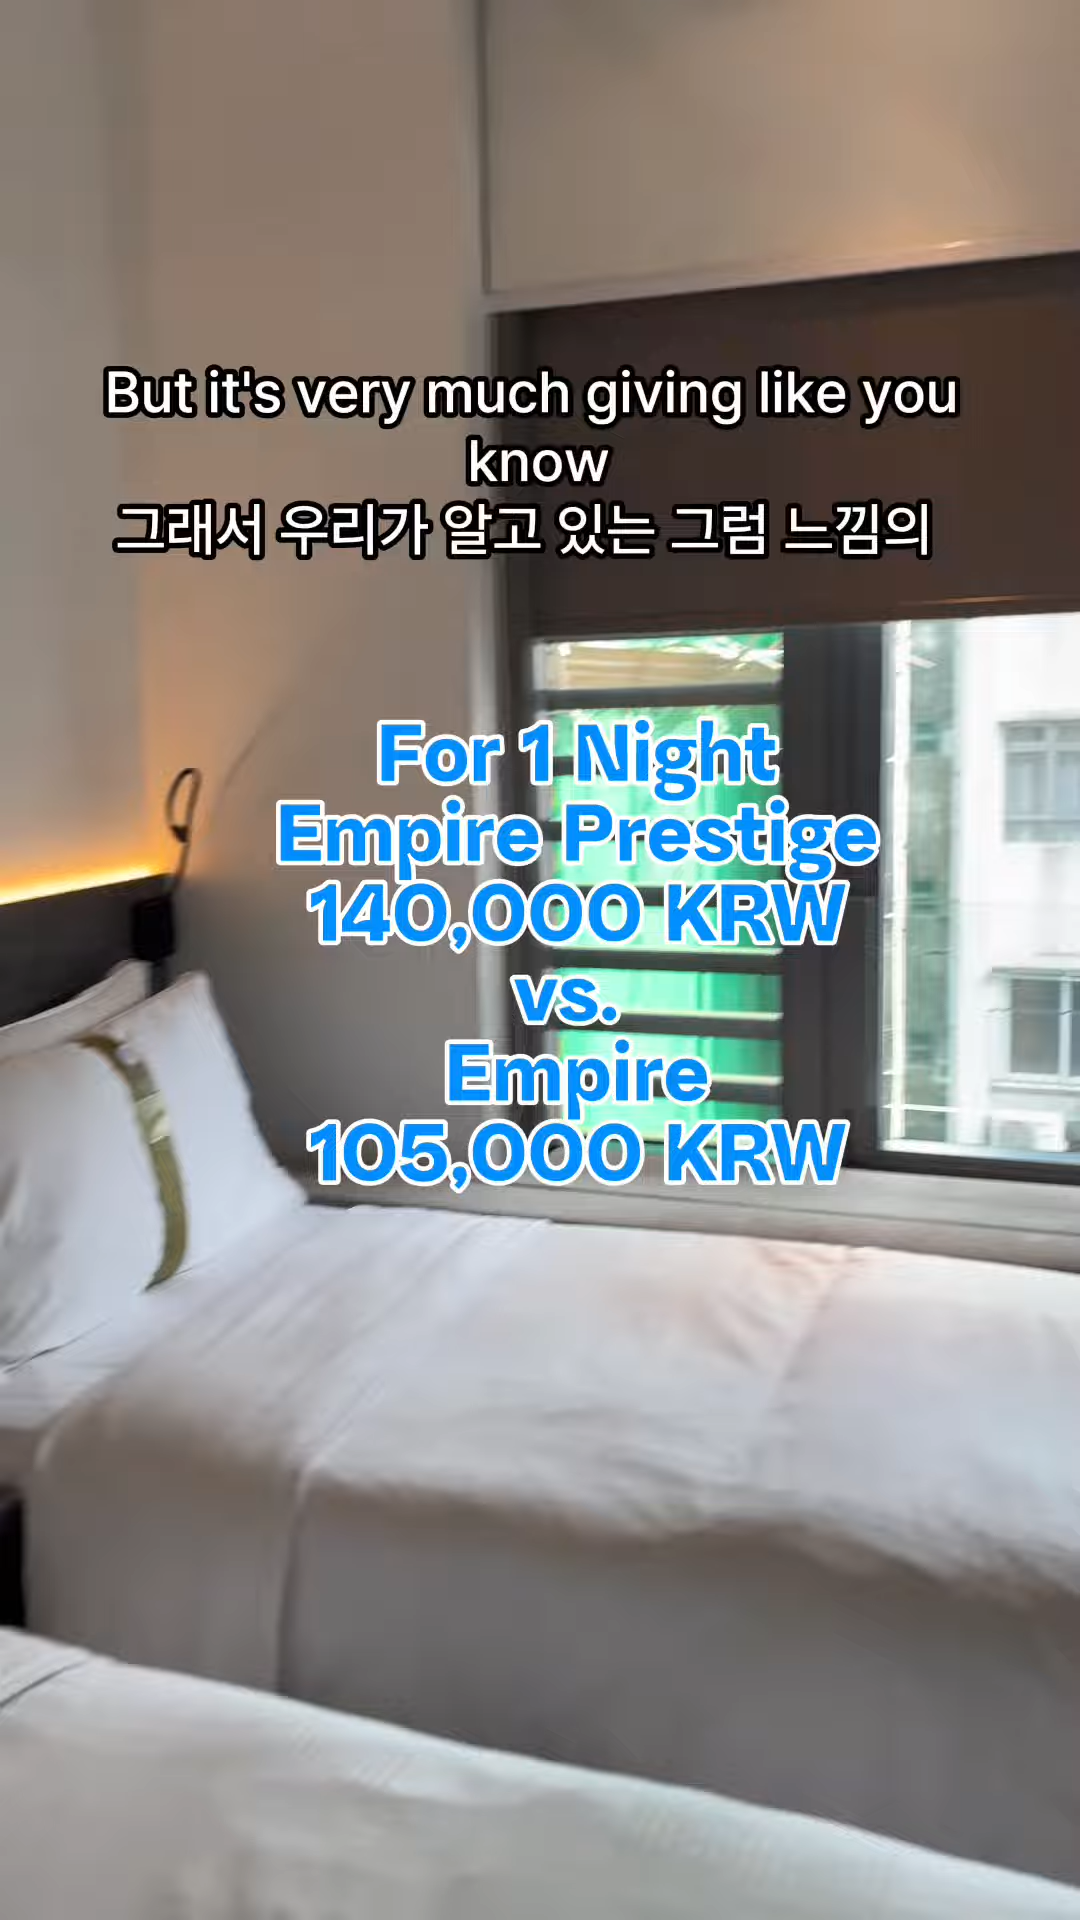 But it's very much giving like you
know
그래서 우리가 알고 있는 그럼 느낌의
For 1 Night
Empire Prestige
140,000 KRW
vs.
Empire
105,000 KRW